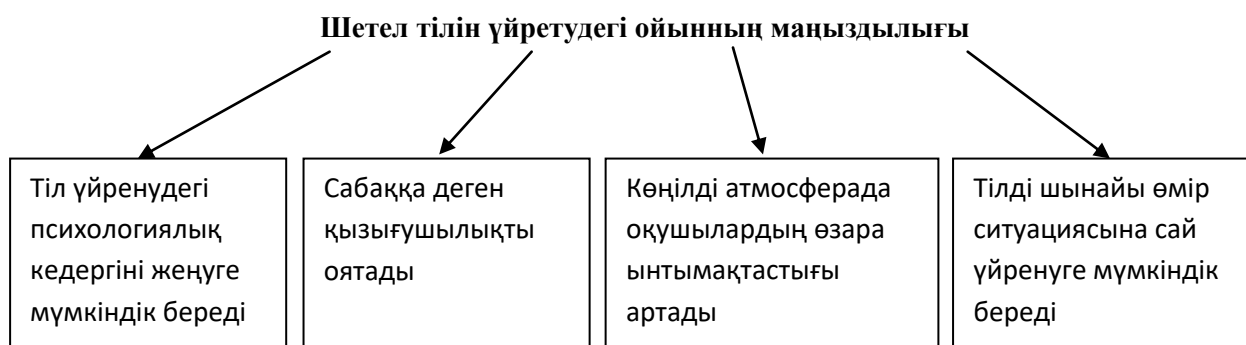 Шетел тілін үйретудегі ойынның маңыздылығы
Тіл үйренудегі
психологиялық
кедергіні жеңуге
мүмкіндік береді
Сабаққа деген
қызығушылықты
оятады
Көңілді атмосферада
оқушылардың өзара
ынтымақтастығы
артады
Тілді шынайы өмір
ситуациясына сай
үйренуге мүмкіндік
береді